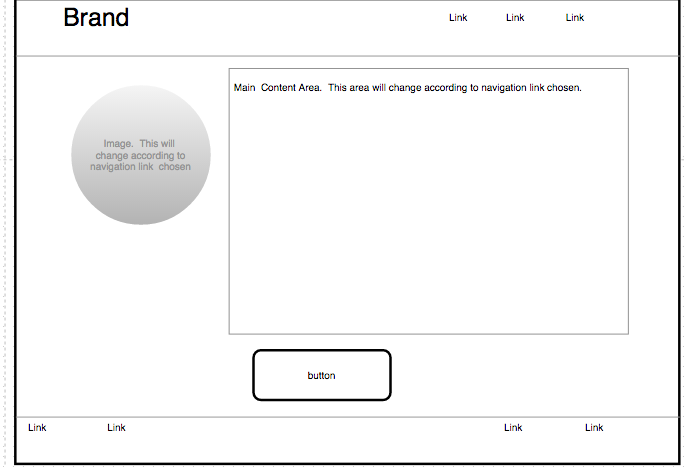 Brand
Link Link Link
Main Content Area. This area will change according to navigation link chosen.
Image. This will
change according to
navigation link chosen
button
Link Link Link Link